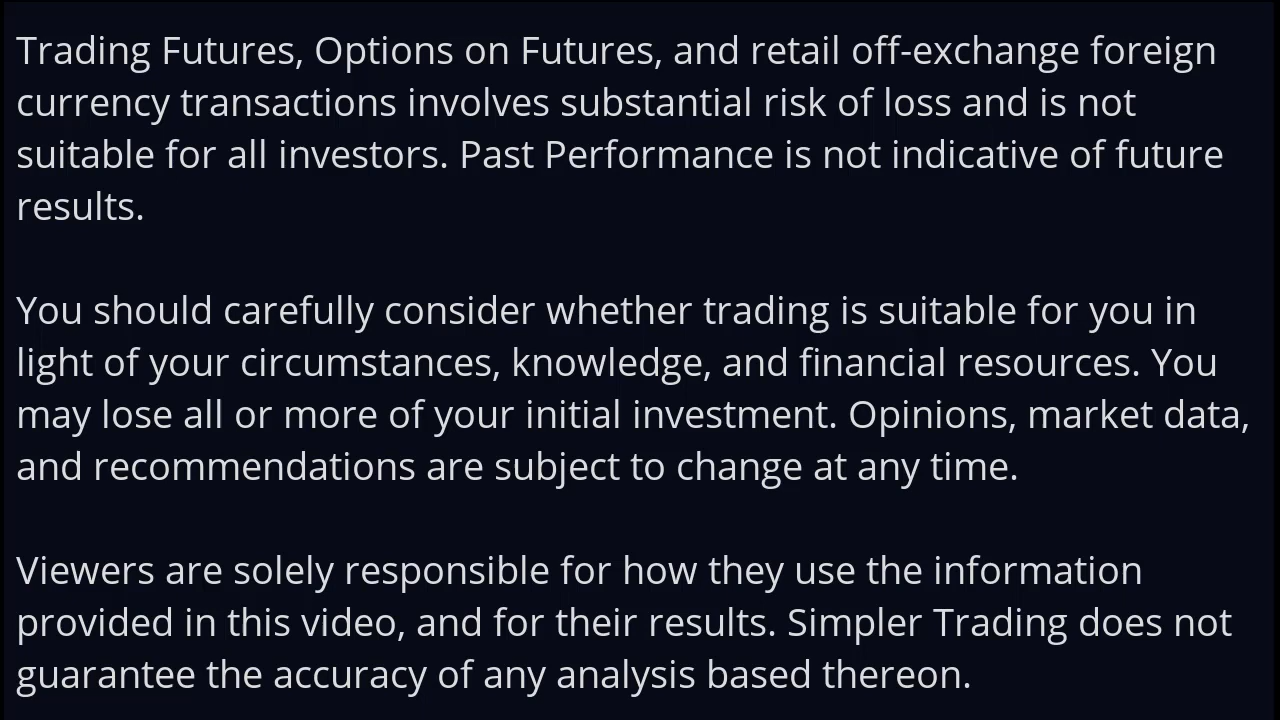 Trading Futures, Options on Futures, and retail off-exchange foreign
currency transactions involves substantial risk of loss and is not
suitable for all investors. Past Performance is not indicative of future
results.
You should carefully consider whether trading is suitable for you in
light of your circumstances, knowledge, and financial resources. You
may lose all or more of your initial investment. Opinions, market data,
and recommendations are subject to change at any time.
Viewers are solely responsible for how they use the information
provided in this video, and for their results. Simpler Trading does not
guarantee the accuracy of any analysis based thereon.